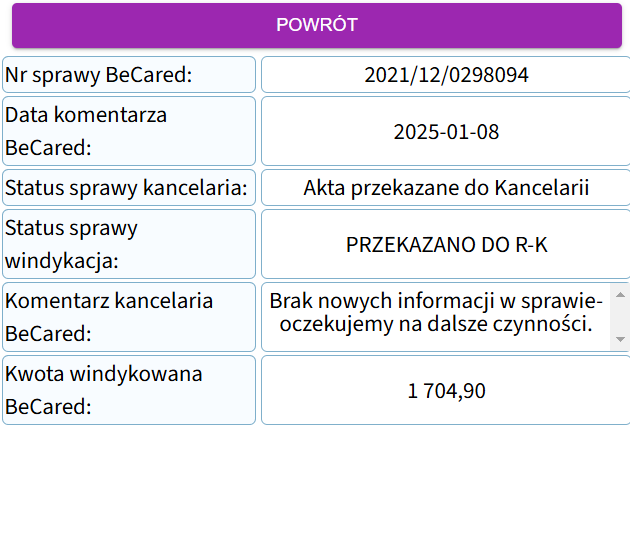 POWRÓT
Nr sprawy BeCared:
2021/12/0298094
Data komentarza
BeCared:
2025-01-08
Status sprawy kancelaria:
Akta przekazane do Kancelarii
Status sprawy
windykacja:
PRZEKAZANO DO R-K
Komentarz kancelaria
BeCared:
Brak nowych informacji w sprawie-
oczekujemy na dalsze czynności.
Kwota windykowana
BeCared:
1 704,90